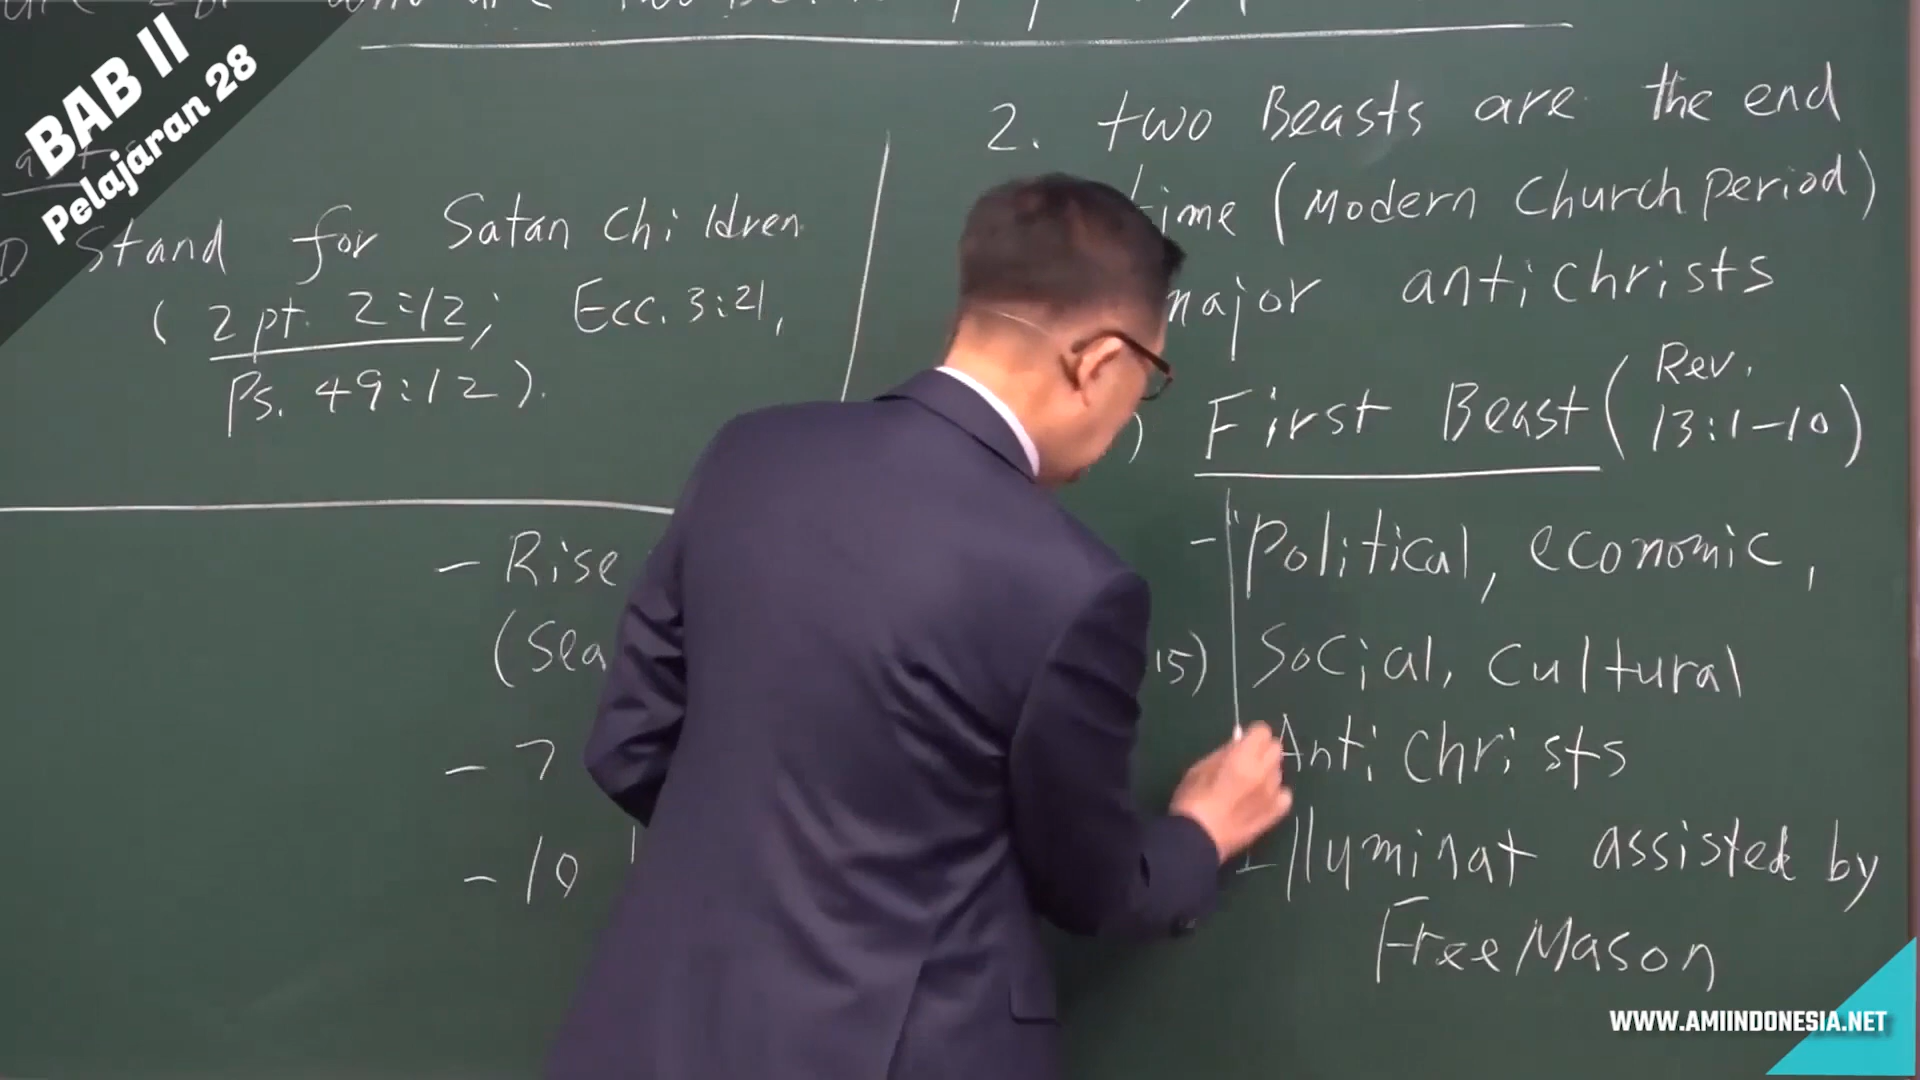 BAB II
Pelajaran 28
Stand for Satan Children
(2 pt. 2:12; Ecc. 3:21,
Ps. 49:12).
2. two Beasts are the end
time (Modern Church Period)
major antichrists
) First Beast (Rev. 13:1-10)
- Rise
(Sea
- 7
- 10
15)
- Political, economic,
Social, Cultural
AntiChrists
Illuminat assisted by
FreeMason
WWW.AMIINDONESIA.NET